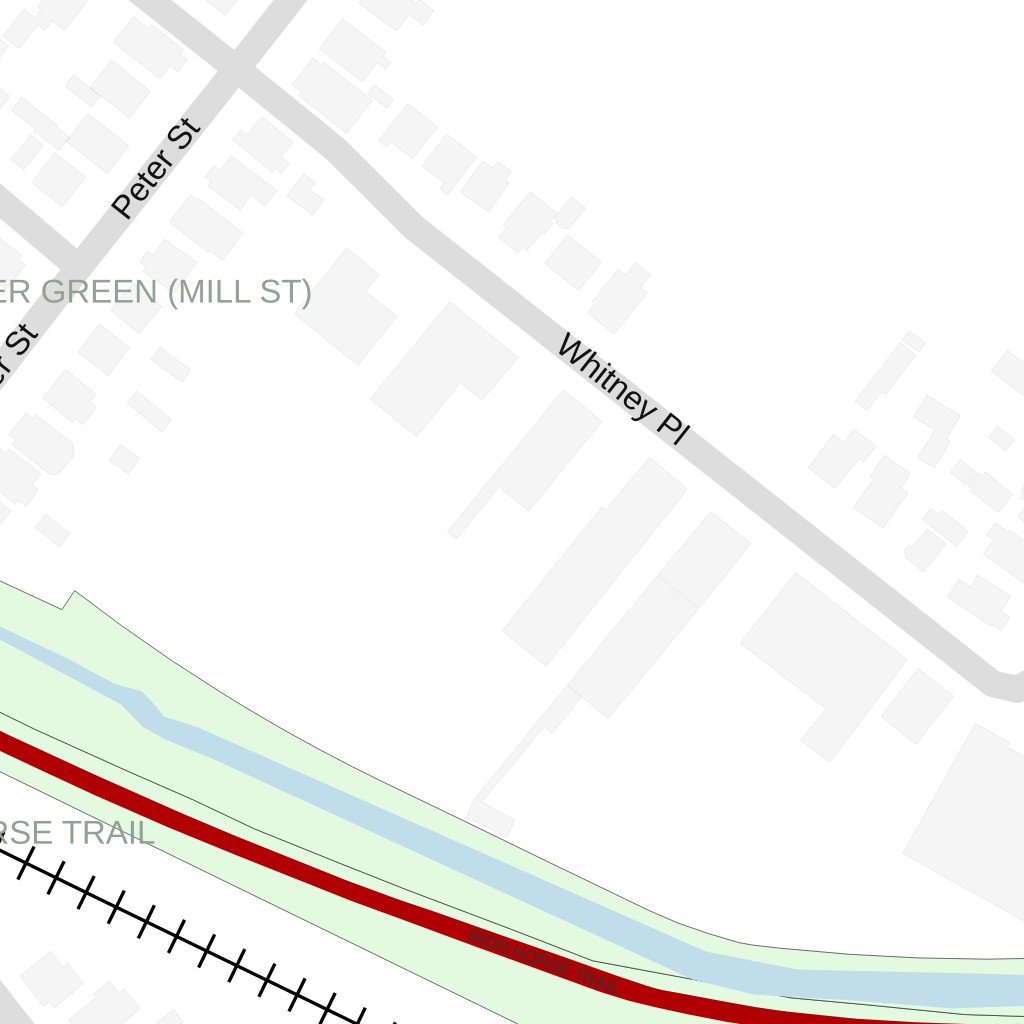 Peter St
ER GREEN (MILL ST)
er St
Whitney Pl
RSE TRAIL
IRON HORSE TRAIL